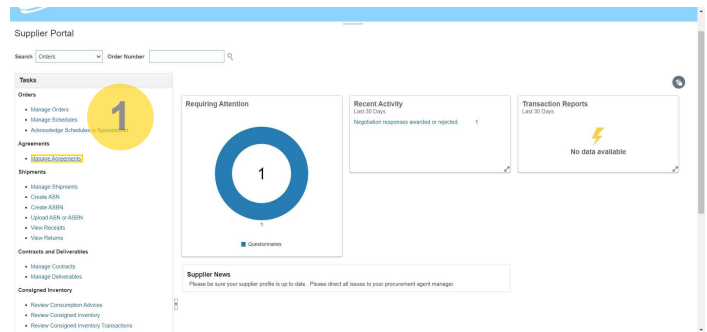 Supplier Portal
Search Orders Order Number
Tasks
Orders
Manage Orders
Manage Schedules
Acknowledge Schedules in Spreadsheet
1
Agreements
Manage Agreements
Shipments
Manage Shipments
Create ASN
Create ASBN
Upload ASN or ASBN
View Receipts
View Returns
Contracts and Deliverables
Manage Contracts
Manage Deliverables
Consigned Inventory
Review Consumption Advices
Review Consigned Inventory
Review Consigned Inventory Transactions
Requiring Attention
1
1
Questionnaires
Recent Activity
Last 30 Days
Negotiation responses awarded or rejected 1
Transaction Reports
Last 30 Days
No data available
Supplier News
Please be sure your supplier profile is up to date. Please direct all issues to your procurement agent manager.